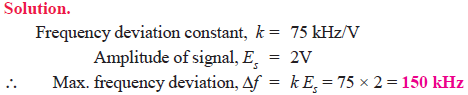 Solution.
Frequency deviation constant, k = 75 kHz/V
Amplitude of signal, Eₛ = 2V
∴ Max. frequency deviation, Δf = k Eₛ = 75 × 2 = 150 kHz